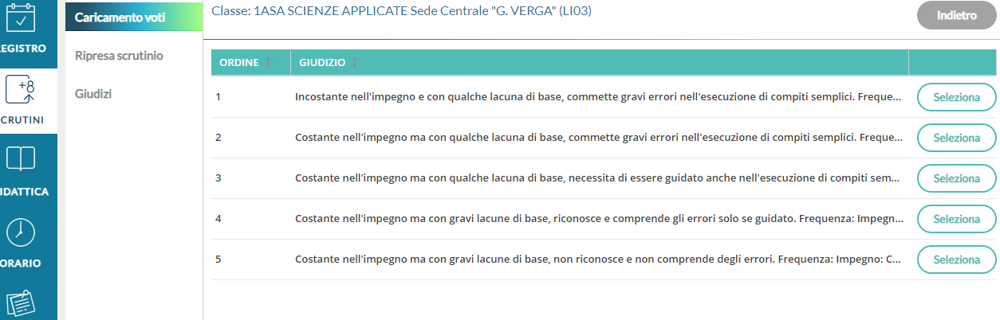 Caricamento voti
Classe: 1ASA SCIENZE APPLICATE Sede Centrale "G. VERGA" (LI03)
Indietro
EGISTRO
Ripresa scrutinio
ORDINE GIUDIZIO
Giudizi
1 Incostante nell'impegno e con qualche lacuna di base, commette gravi errori nell'esecuzione di compiti semplici. Freque... Seleziona
CRUTINI
2 Costante nell'impegno ma con qualche lacuna di base, commette gravi errori nell'esecuzione di compiti semplici. Freque... Seleziona
3 Costante nell'impegno ma con qualche lacuna di base, necessita di essere guidato anche nell'esecuzione di compiti sem... Seleziona
IDATTICA
4 Costante nell'impegno ma con gravi lacune di base, riconosce e comprende gli errori solo se guidato. Frequenza: Impegn... Seleziona
5 Costante nell'impegno ma con gravi lacune di base, non riconosce e non comprende degli errori. Frequenza: Impegno: C... Seleziona
ORARIO